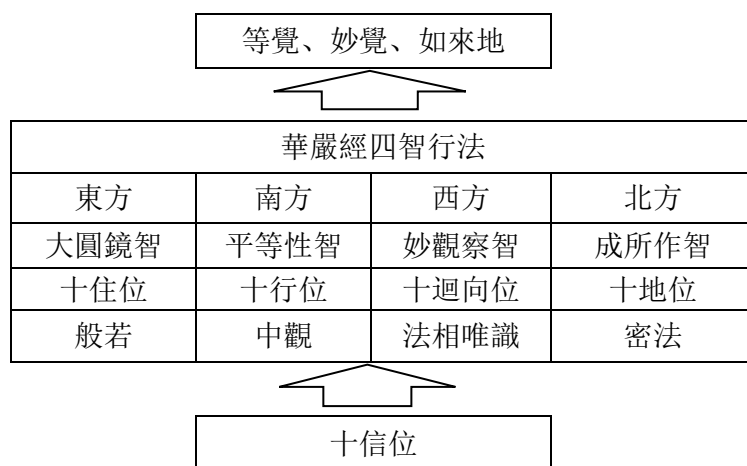 等覺、妙覺、如來地
華嚴經四智行法
東方 南方 西方 北方
大圓鏡智 平等性智 妙觀察智 成所作智
十住位 十行位 十迴向位 十地位
般若 中觀 法相唯識 密法
十信位